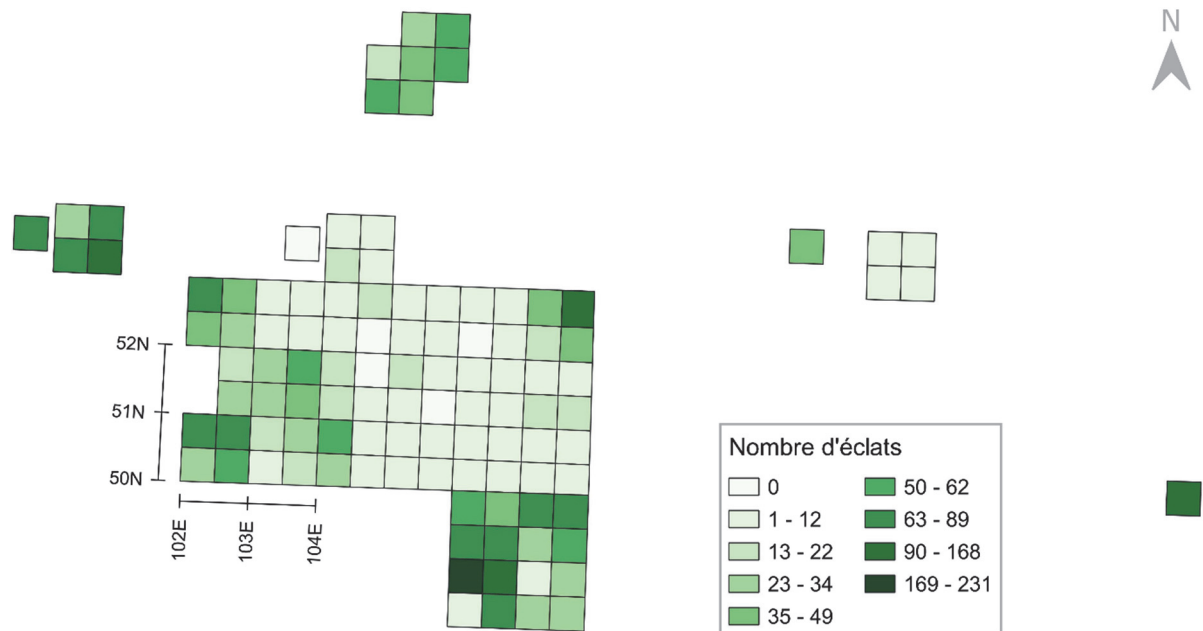 N
52N
51N
50N
102E
103E
104E
Nombre d'éclats
0
1 - 12
13 - 22
23 - 34
35 - 49
50 - 62
63 - 89
90 - 168
169 - 231